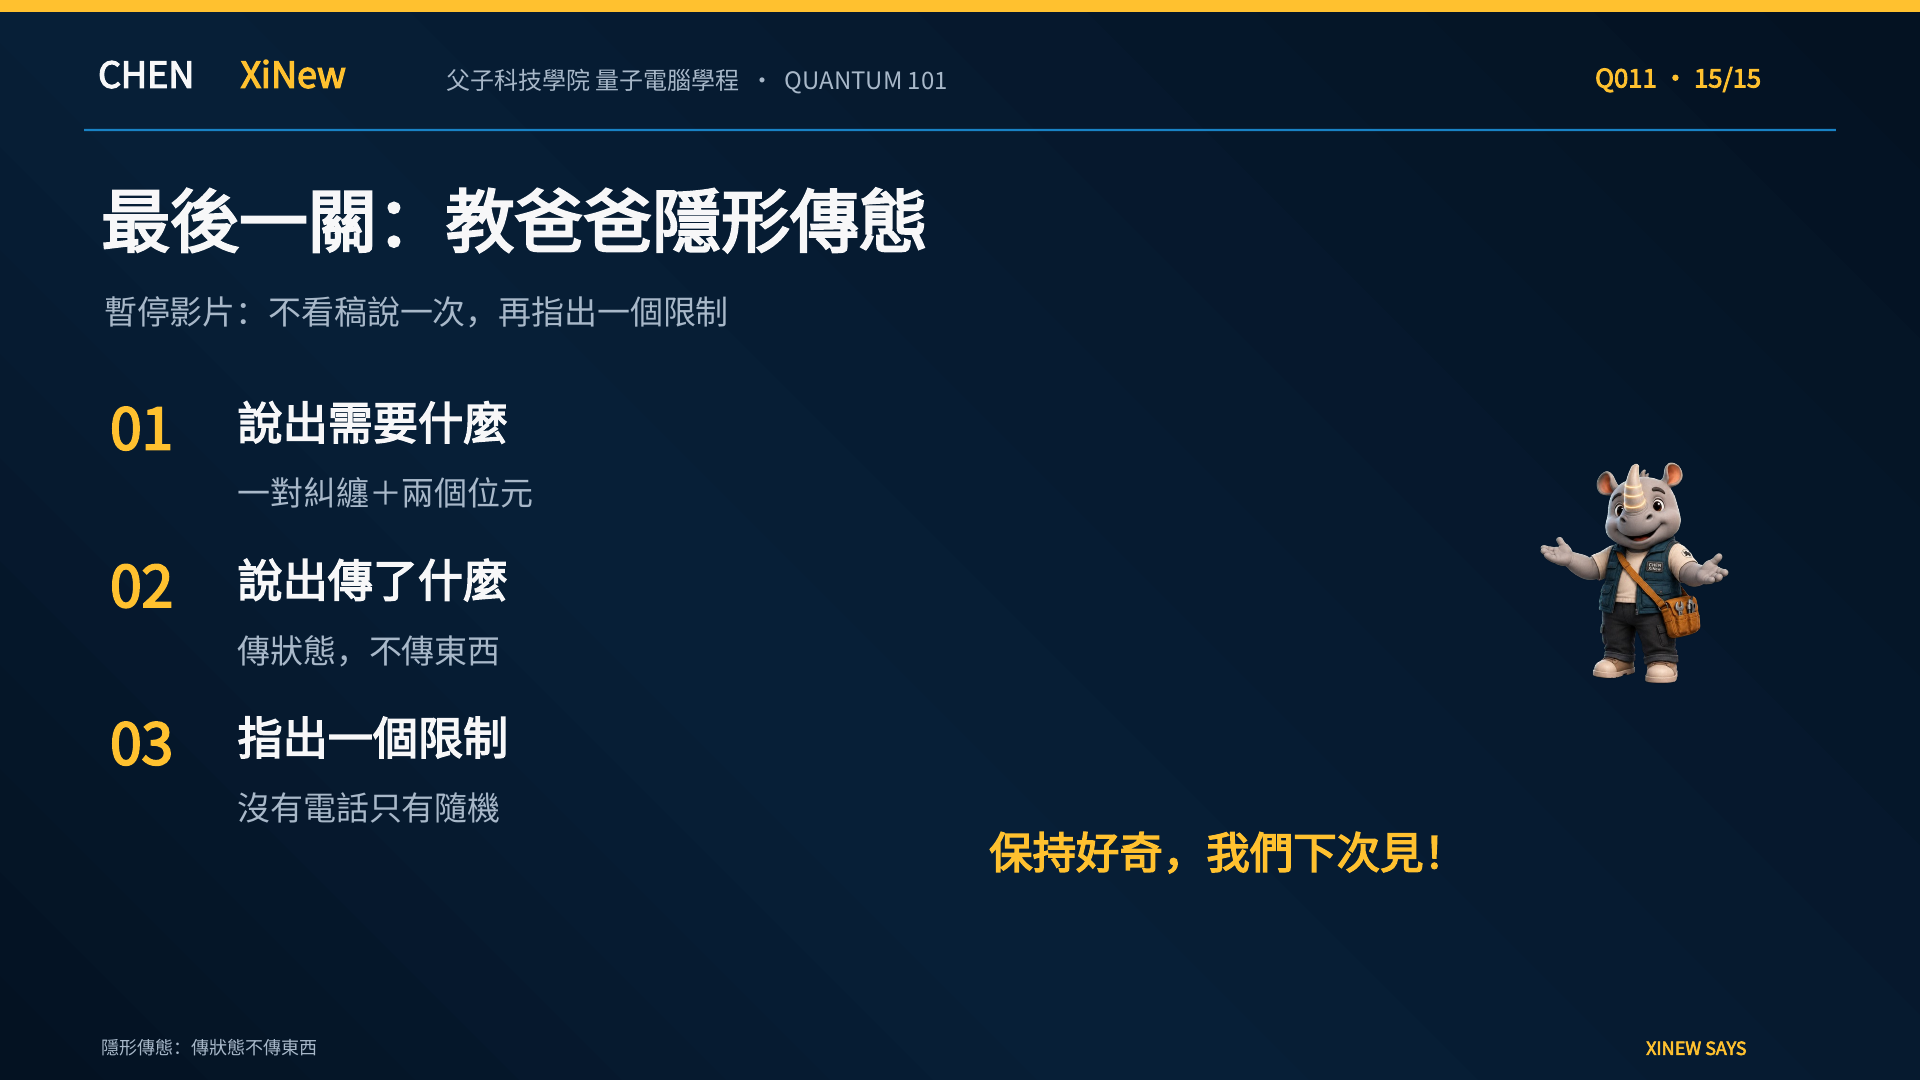 CHEN XiNew 父子科技學院 量子電腦學程 · QUANTUM 101 Q011 · 15/15
最後一關：教爸爸隱形傳態
暫停影片：不看稿說一次，再指出一個限制
01 說出需要什麼
一對糾纏＋兩個位元
02 說出傳了什麼
傳狀態，不傳東西
03 指出一個限制
沒有電話只有隨機
保持好奇，我們下次見！
隱形傳態：傳狀態不傳東西 XINEW SAYS